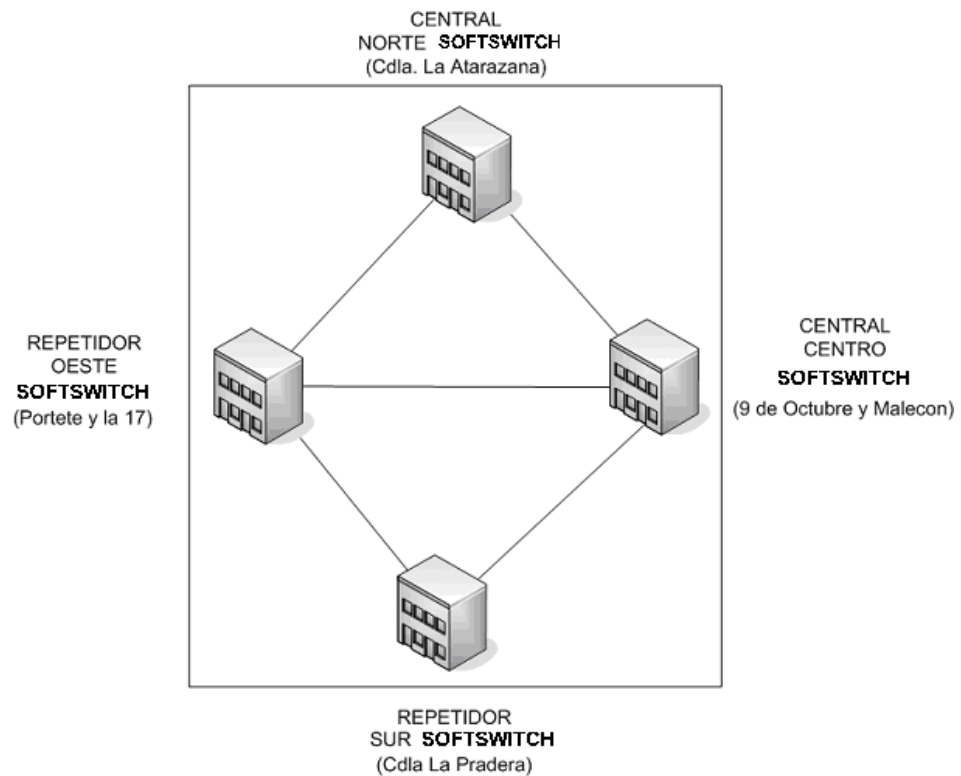 CENTRAL
NORTE SOFTSWITCH
(Cdla. La Atarazana)
REPETIDOR
OESTE
SOFTSWITCH
(Portete y la 17)
CENTRAL
CENTRO
SOFTSWITCH
(9 de Octubre y Malecon)
REPETIDOR
SUR SOFTSWITCH
(Cdla La Pradera)